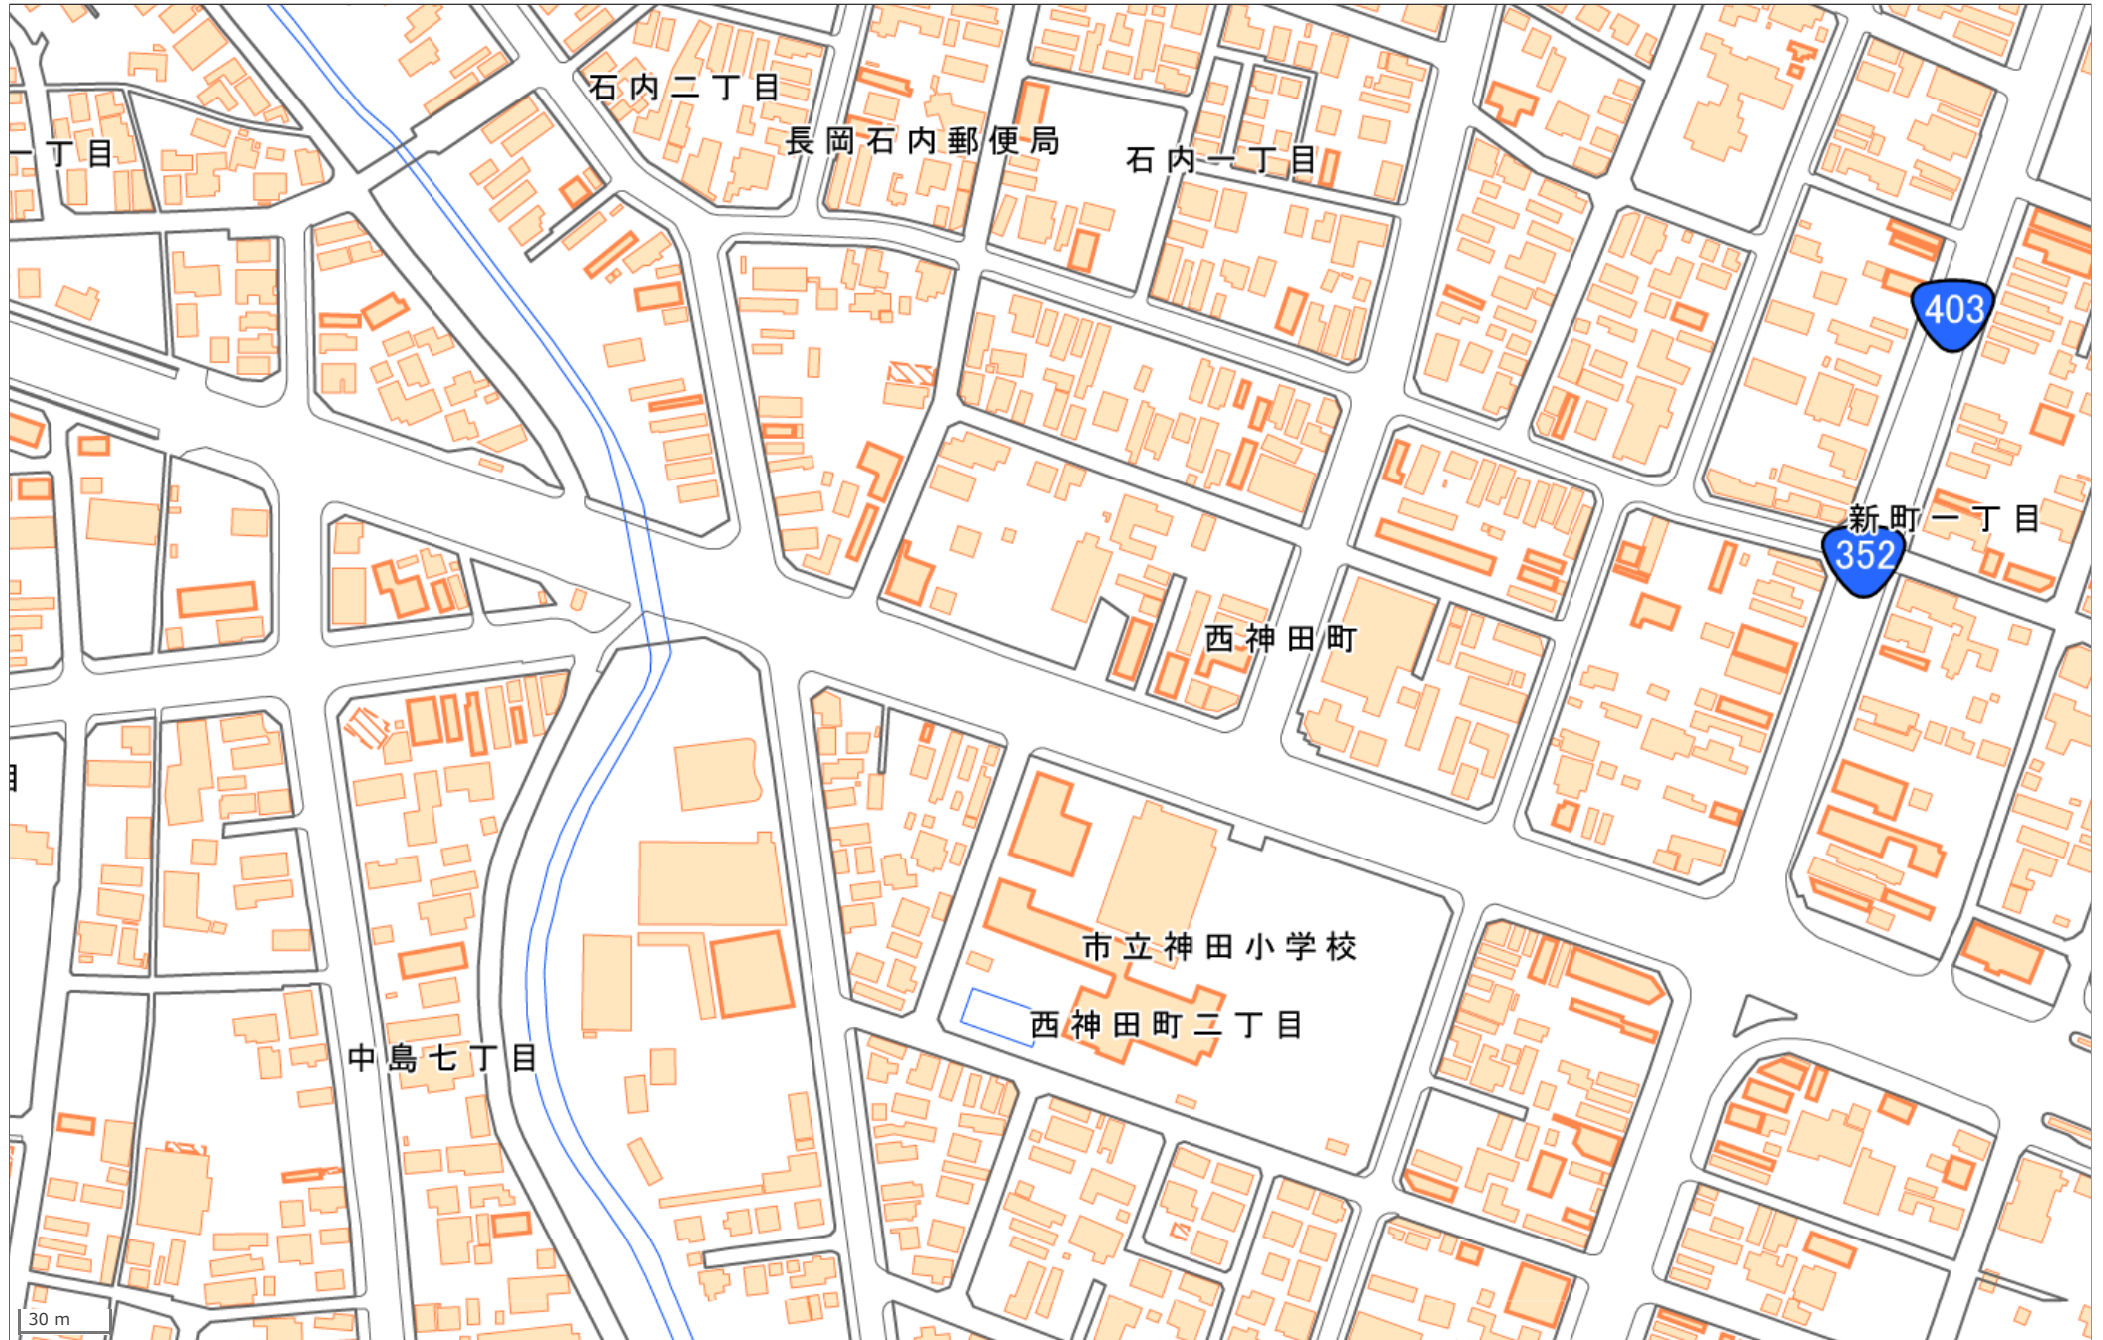 石内二丁目
長岡石内郵便局
石内一丁目
一丁目
403
新町一丁目
352
西神田町
目
市立神田小学校
西神田町二丁目
中島七丁目
30 m